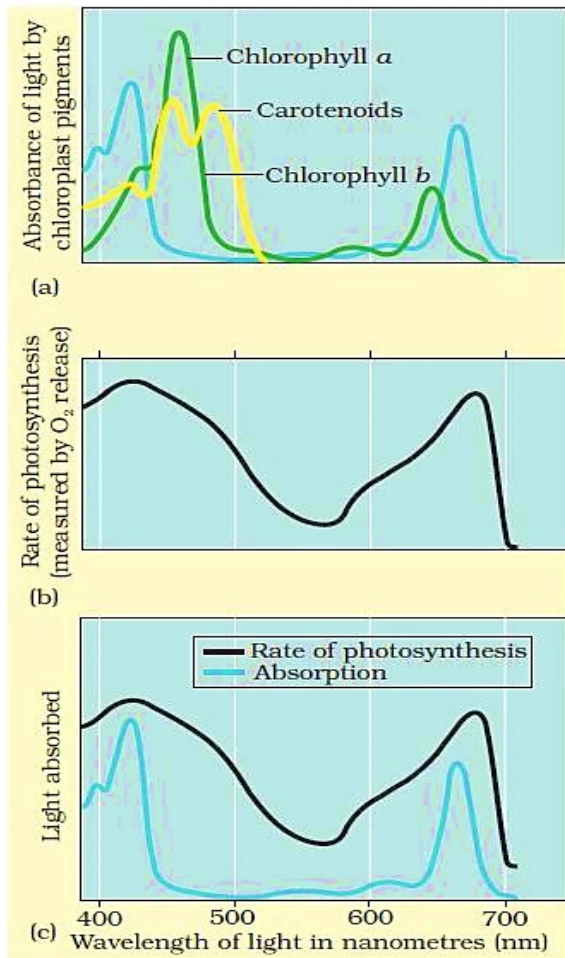 Absorbance of light by
chloroplast pigments
Chlorophyll a
Carotenoids
Chlorophyll b
(a)
Rate of photosynthesis
(measured by O₂ release)
(b)
Rate of photosynthesis
Absorption
Light absorbed
400 500 600 700
(c) Wavelength of light in nanometres (nm)